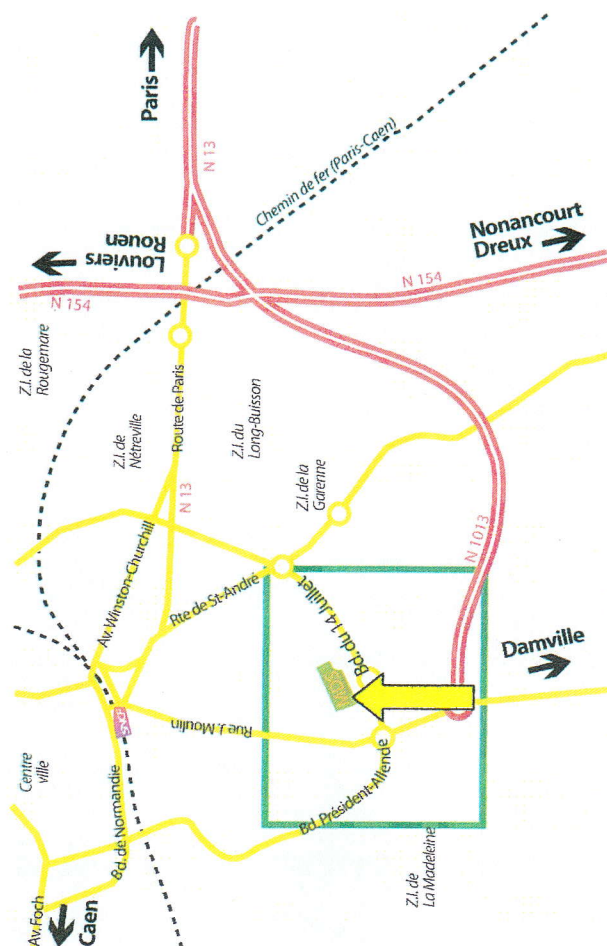 Paris
N 13
Chemin de fer (Paris-Caen)
Louviers
Rouen
Nonancourt
Dreux
N 154
N 154
Z.I. de la
Rougemare
Z.I. de
Nétreville
Route de Paris
Z.I. du
Long-Buisson
Z.I. de la
Garenne
N 13
N 1013
Av. Winston-Churchill
Rte de St-André
Bd. du 14 Juillet
Damville
Rue J. Moulin
Centre
ville
Bd. de Normandie
Bd. Président-Allende
Z.I. de
La Madeleine
Av. Foch
Caen